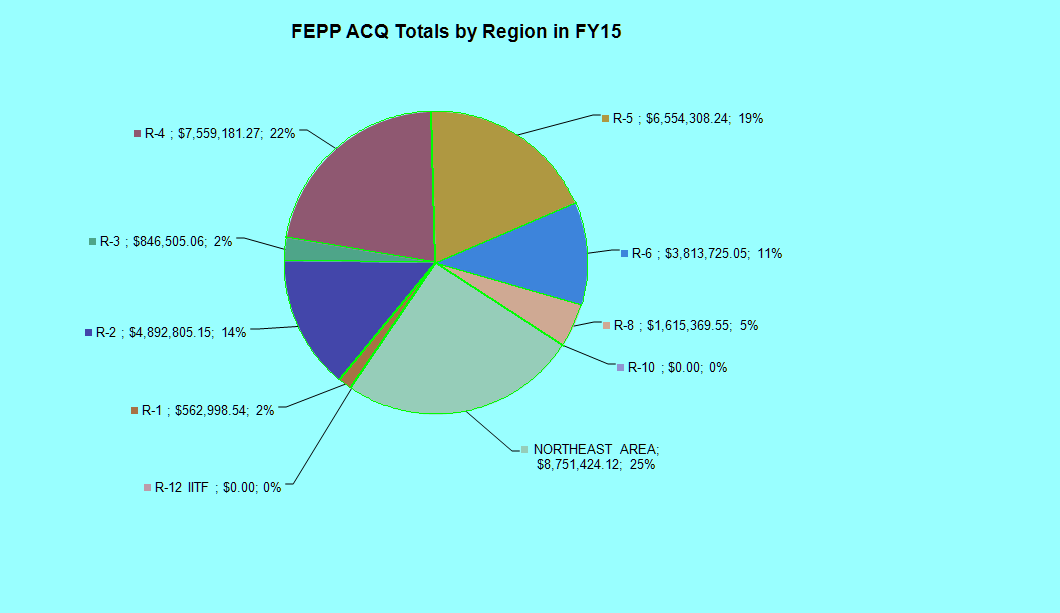 FEPP ACQ Totals by Region in FY15
R-5 ; $6,554,308.24; 19%
R-4 ; $7,559,181.27; 22%
R-3 ; $846,505.06; 2%
R-6 ; $3,813,725.05; 11%
R-8 ; $1,615,369.55; 5%
R-2 ; $4,892,805.15; 14%
R-10 ; $0.00; 0%
R-1 ; $562,998.54; 2%
NORTHEAST AREA;
$8,751,424.12; 25%
R-12 IITF ; $0.00; 0%